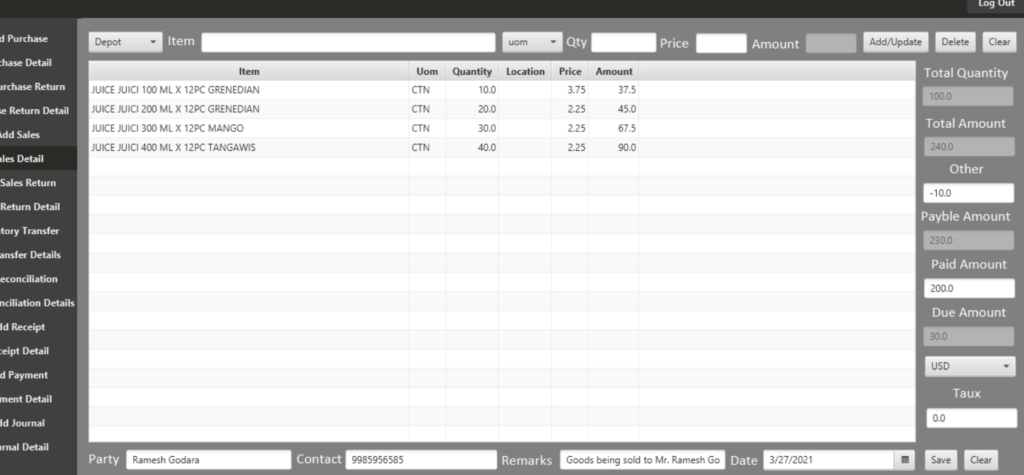 Log Out
d Purchase
chase Detail
urchase Return
se Return Detail
Add Sales
ales Detail
Sales Return
Return Detail
tory Transfer
ansfer Details
econciliation
nciliation Details
dd Receipt
ceipt Detail
d Payment
ment Detail
dd Journal
urnal Detail
Depot Item uom Qty Price Amount Add/Update Delete Clear
Item Uom Quantity Location Price Amount
JUICE JUICI 100 ML X 12PC GRENEDIAN CTN 10.0 3.75 37.5
JUICE JUICI 200 ML X 12PC GRENEDIAN CTN 20.0 2.25 45.0
JUICE JUICI 300 ML X 12PC MANGO CTN 30.0 2.25 67.5
JUICE JUICI 400 ML X 12PC TANGAWIS CTN 40.0 2.25 90.0
Total Quantity
100.0
Total Amount
240.0
Other
-10.0
Payble Amount
230.0
Paid Amount
200.0
Due Amount
30.0
USD
Taux
0.0
Party Ramesh Godara Contact 9985956585 Remarks Goods being sold to Mr. Ramesh Go Date 3/27/2021 Save Clear